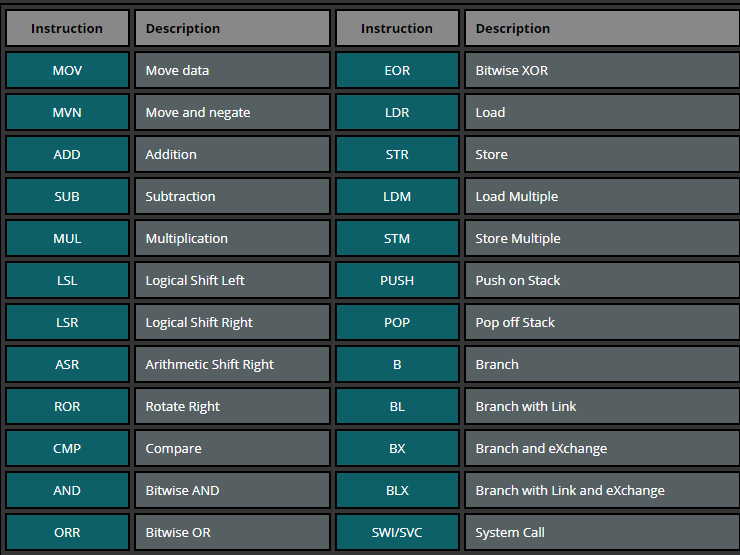 Instruction Description Instruction Description
MOV Move data EOR Bitwise XOR
MVN Move and negate LDR Load
ADD Addition STR Store
SUB Subtraction LDM Load Multiple
MUL Multiplication STM Store Multiple
LSL Logical Shift Left PUSH Push on Stack
LSR Logical Shift Right POP Pop off Stack
ASR Arithmetic Shift Right B Branch
ROR Rotate Right BL Branch with Link
CMP Compare BX Branch and eXchange
AND Bitwise AND BLX Branch with Link and eXchange
ORR Bitwise OR SWI/SVC System Call